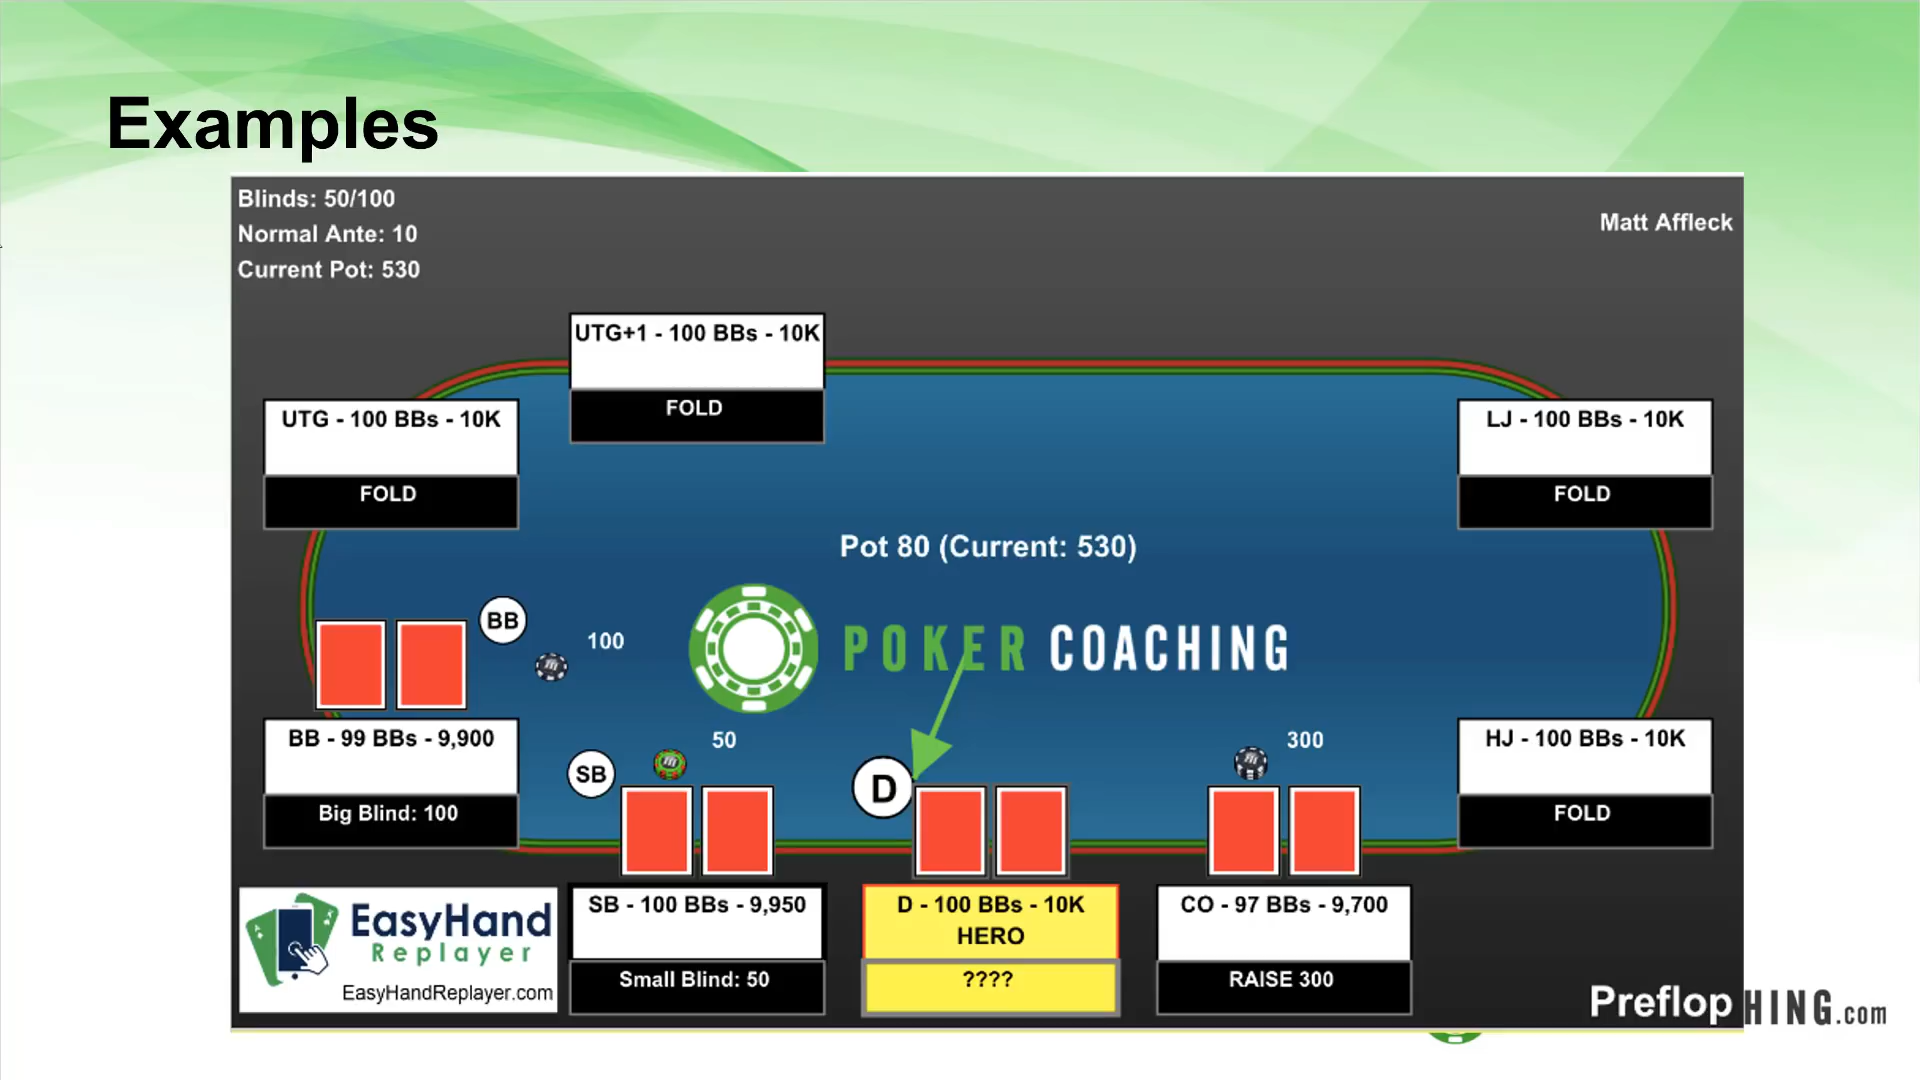 Examples
Blinds: 50/100
Normal Ante: 10
Current Pot: 530
Matt Affleck
UTG+1 - 100 BBs - 10K
FOLD
UTG - 100 BBs - 10K
FOLD
LJ - 100 BBs - 10K
FOLD
Pot 80 (Current: 530)
POKER COACHING
BB
100
BB - 99 BBs - 9,900
Big Blind: 100
SB
50
D
300
HJ - 100 BBs - 10K
FOLD
SB - 100 BBs - 9,950
Small Blind: 50
D - 100 BBs - 10K
HERO
????
CO - 97 BBs - 9,700
RAISE 300
EasyHand
Replayer
EasyHandReplayer.com
Preflop
HING.com